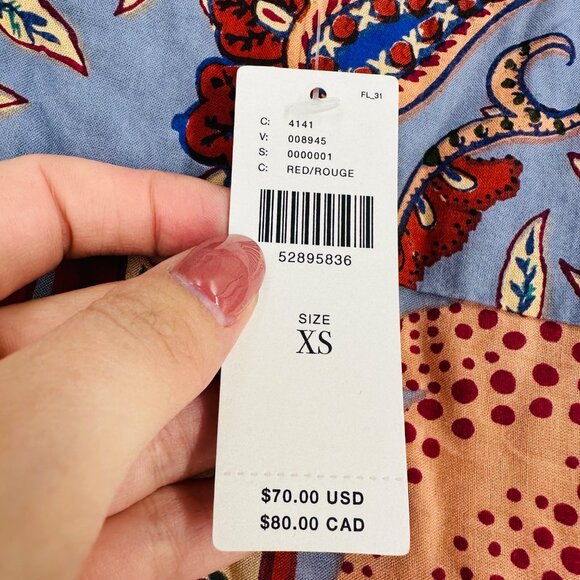 FL_31
C: 4141
V: 008945
S: 0000001
C: RED/ROUGE
52895836
SIZE
XS
$70.00 USD
$80.00 CAD